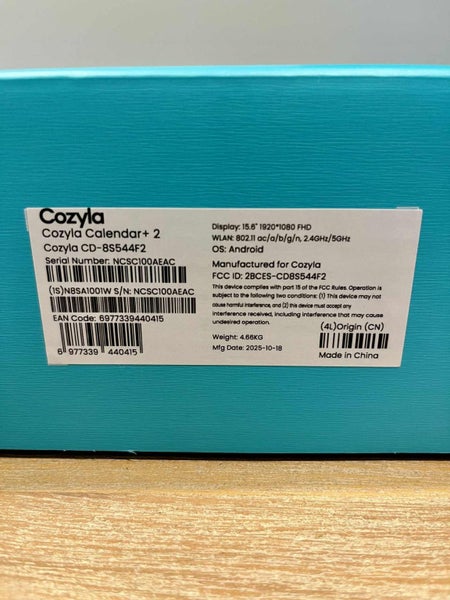 Cozyla
Cozyla Calendar+ 2
Cozyla CD-8S544F2
Serial Number: NCSC100AEAC
(1S)NBSA1001W S/N: NCSC100AEAC
EAN Code: 6977339440415
6 977339 440415
Display: 15.6" 1920*1080 FHD
WLAN: 802.11 ac/a/b/g/n, 2.4GHz/5GHz
OS: Android
Manufactured for Cozyla
FCC ID: 2BCES-CD8S544F2
This device complies with part 15 of the FCC Rules. Operation is
subject to the following two conditions: (1) This device may not
cause harmful interference, and (2) this device must accept any
interference received, including interference that may cause
undesired operation.
Weight: 4.66KG
Mfg Date: 2025-10-18
(4L)Origin (CN)
Made in China